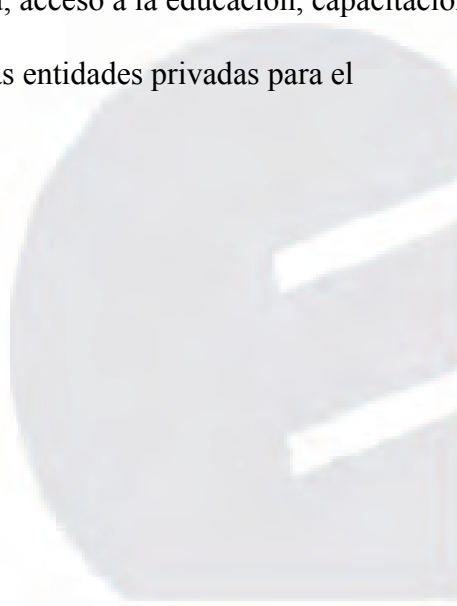 acceso a la educación, capacitación
entidades privadas para el